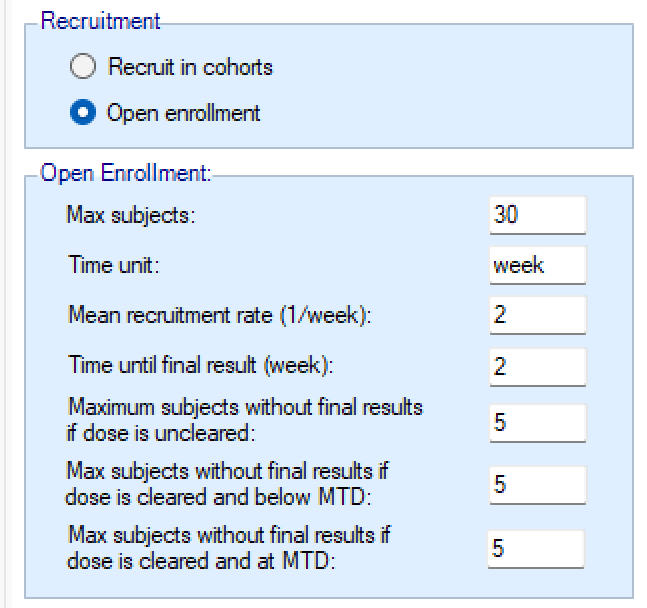 Recruitment
Recruit in cohorts
Open enrollment
Open Enrollment:
Max subjects: 30
Time unit: week
Mean recruitment rate (1/week): 2
Time until final result (week): 2
Maximum subjects without final results
if dose is uncleared: 5
Max subjects without final results if
dose is cleared and below MTD: 5
Max subjects without final results if
dose is cleared and at MTD: 5